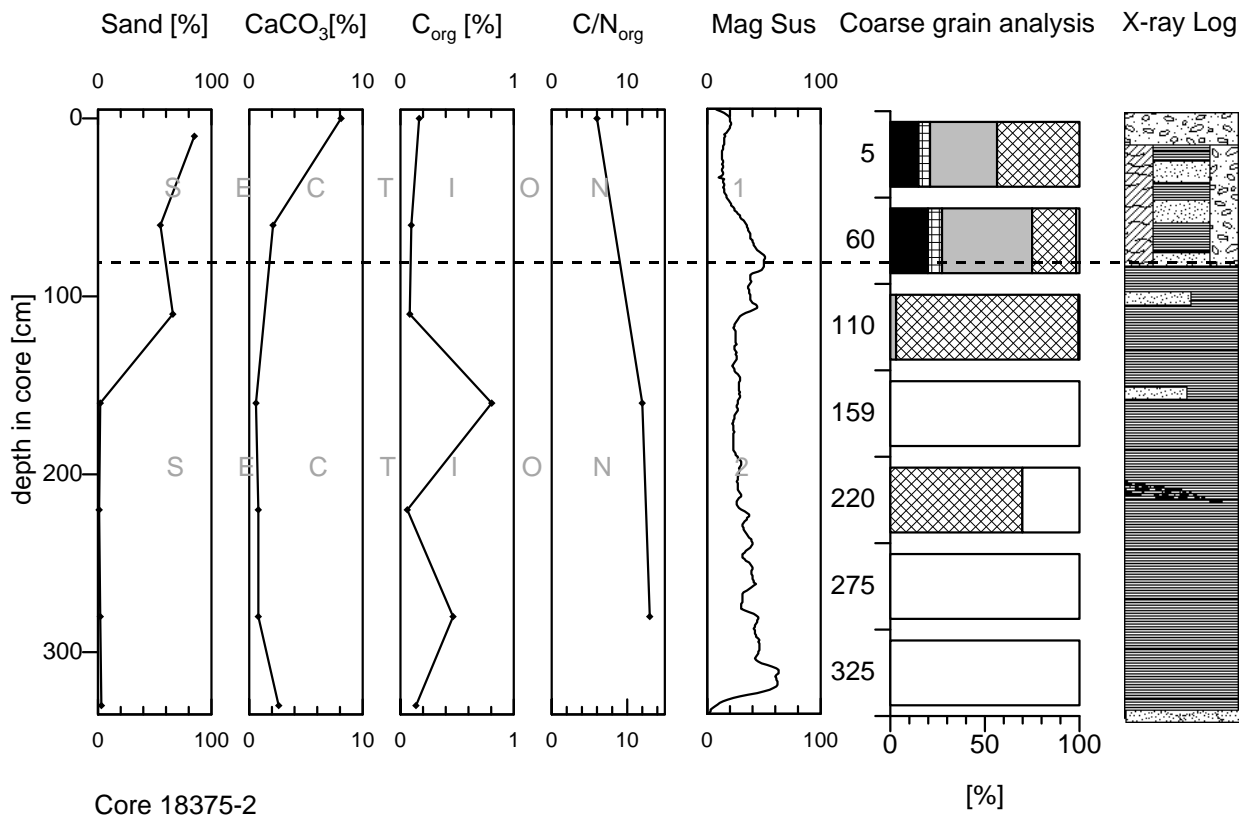 Sand [%] CaCO3[%] Corg [%] C/Norg Mag Sus Coarse grain analysis X-ray Log
0 100 0 10 0 1 0 10 0 100
0
5
S E C T I O N 1
60
100
110
159
S E C T I O N 2
200
220
275
300
325
0 100 0 10 0 1 0 10 0 100 0 50 100
depth in core [cm]
[%]
Core 18375-2